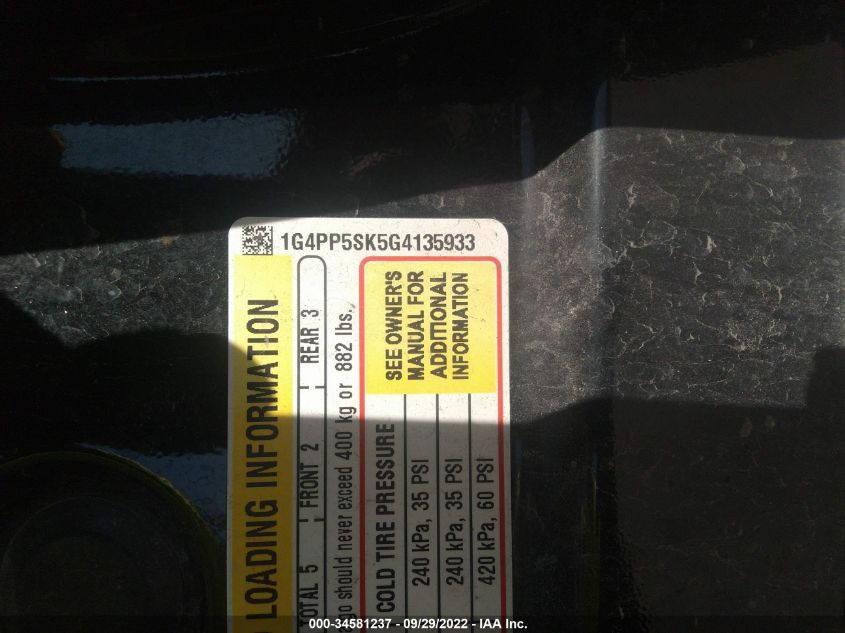 1G4PP5SK5G4135933
LOADING INFORMATION
TOTAL 5 FRONT 2 REAR 3
go should never exceed 400 kg or 882 lbs.
COLD TIRE PRESSURE
240 kPa, 35 PSI
240 kPa, 35 PSI
420 kPa, 60 PSI
SEE OWNER'S
MANUAL FOR
ADDITIONAL
INFORMATION
000-34581237 - 09/29/2022 - IAA Inc.